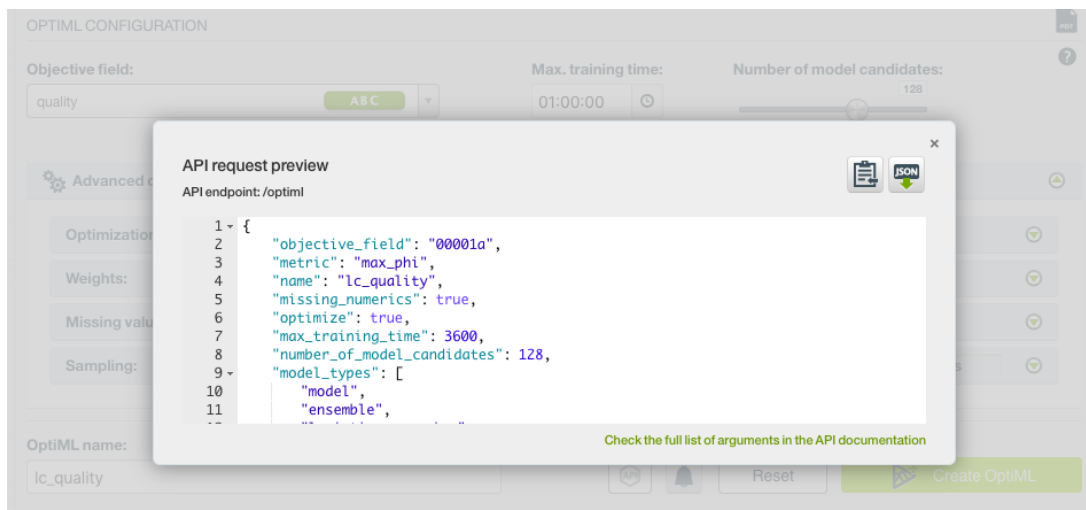 OPTIML CONFIGURATION
Objective field:
Max. training time:
Number of model candidates:
quality
ABC
01:00:00
128
API request preview
API endpoint: /optiml
JSON
Advanced
Optimization
Weights:
Missing
Sampling:
1 {
2 "objective_field": "00001a",
3 "metric": "max_phi",
4 "name": "lc_quality",
5 "missing_numerics": true,
6 "optimize": true,
7 "max_training_time": 3600,
8 "number_of_model_candidates": 128,
9 "model_types": [
10 "model",
11 "ensemble",
Check the full list of arguments in the API documentation
OptiML name:
lc_quality
API
Reset
Create OptiML